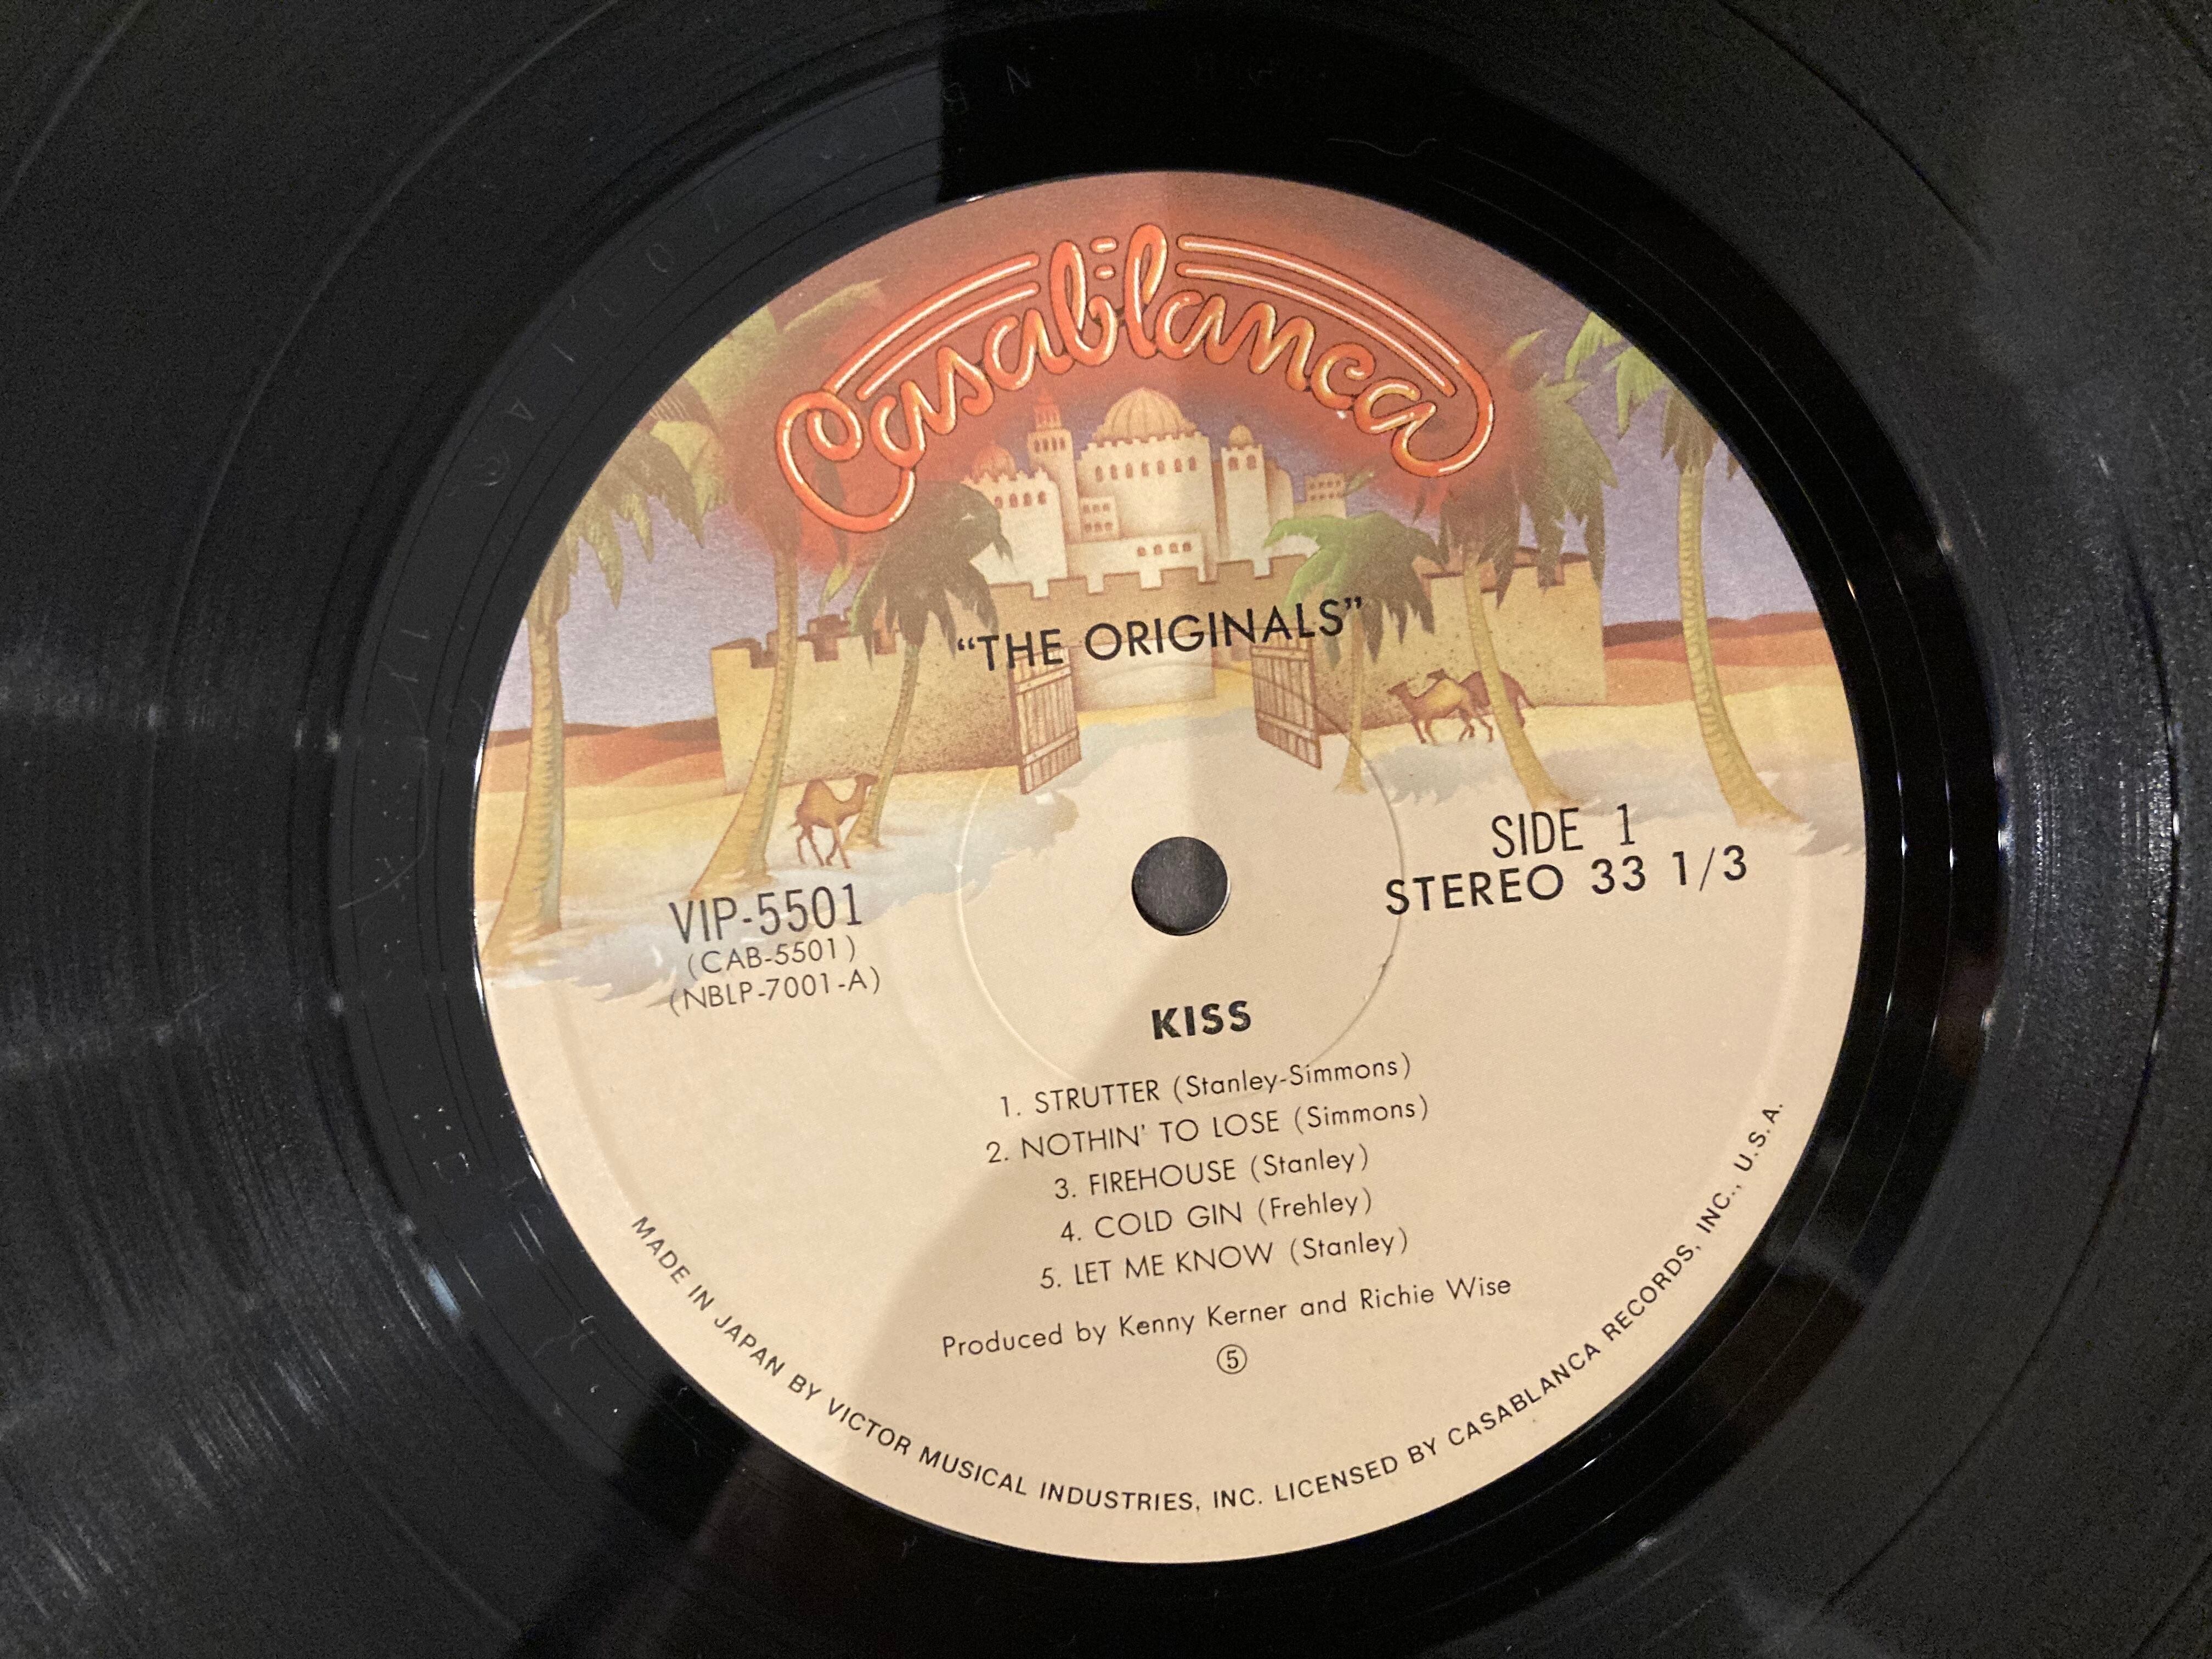 Casablanca
“THE ORIGINALS”
SIDE 1
STEREO 33 1/3
VIP-5501
(CAB-5501)
(NBLP-7001-A)
KISS
1. STRUTTER (Stanley-Simmons)
2. NOTHIN' TO LOSE (Simmons)
3. FIREHOUSE (Stanley)
4. COLD GIN (Frehley)
5. LET ME KNOW (Stanley)
Produced by Kenny Kerner and Richie Wise
⑤
MADE IN JAPAN BY VICTOR MUSICAL INDUSTRIES, INC. LICENSED BY CASABLANCA RECORDS, INC., U.S.A.